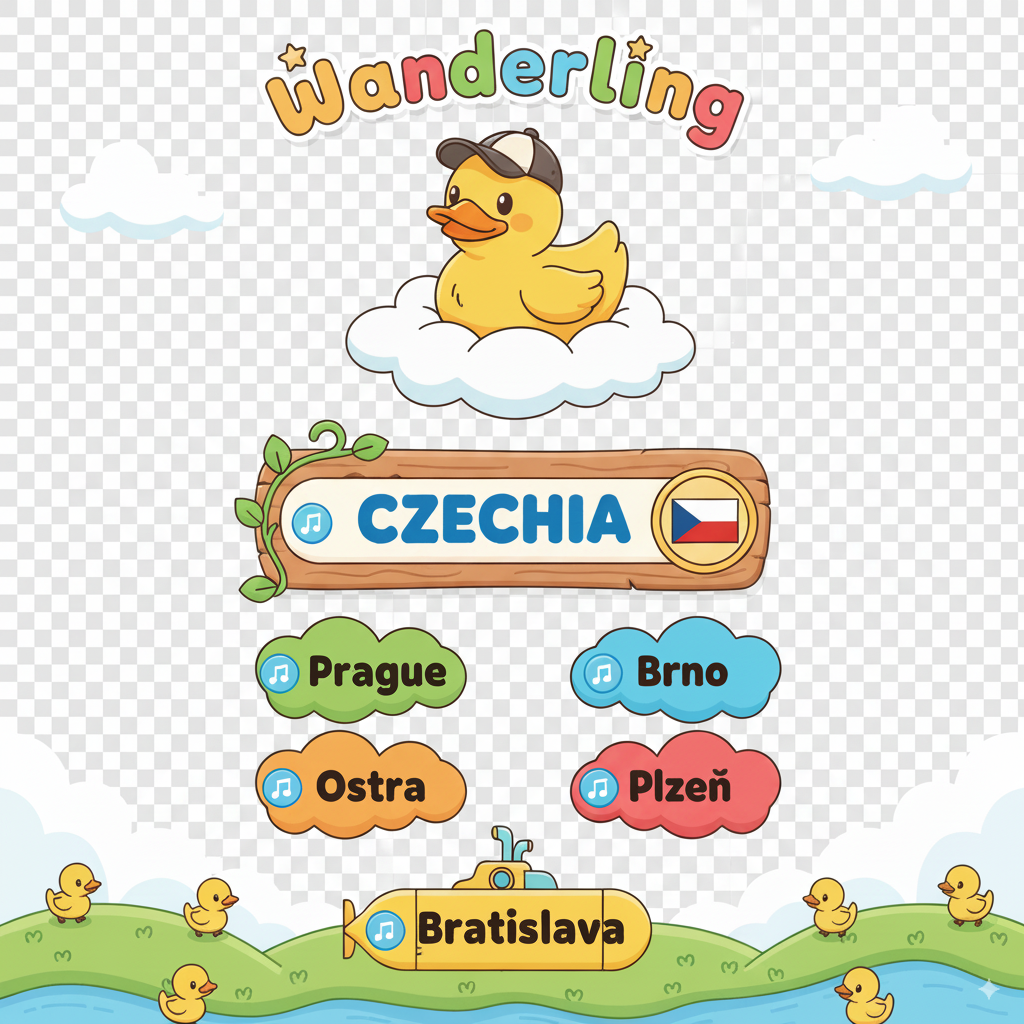 Wanderling
CZECHIA
Prague
Brno
Ostra
Plzeň
Bratislava